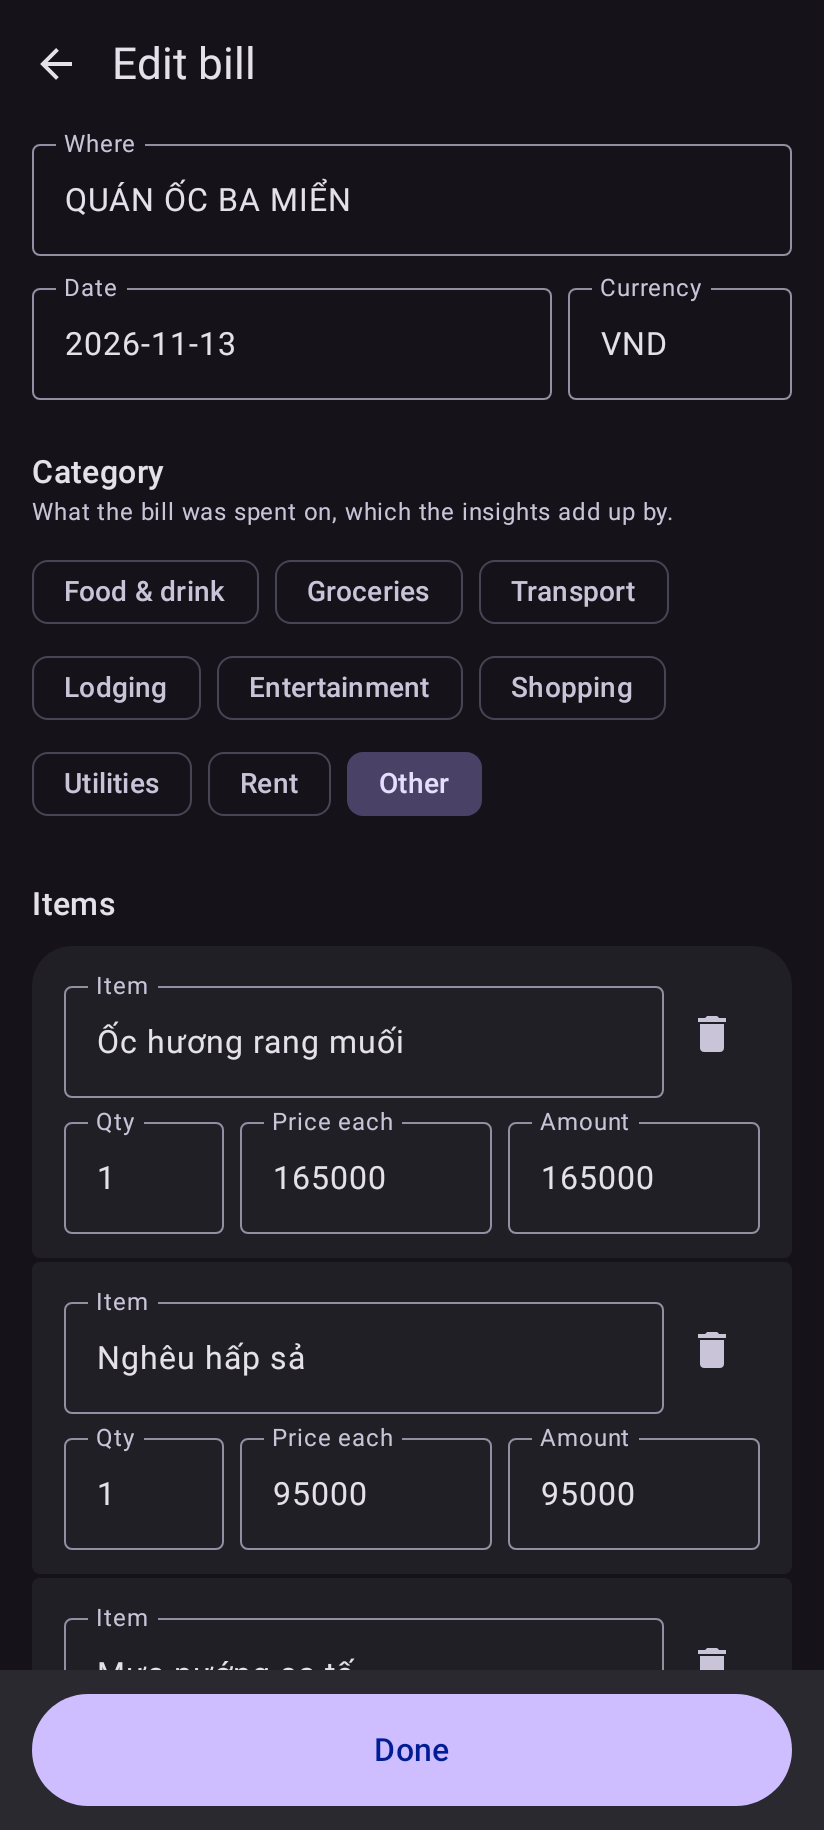 Edit bill
Where
QUÁN ỐC BA MIỂN
Date
Currency
2026-11-13
VND
Category
What the bill was spent on, which the insights add up by.
Food & drink
Groceries
Transport
Lodging
Entertainment
Shopping
Utilities
Rent
Other
Items
Item
Ốc hương rang muối
Qty
Price each
Amount
1
165000
165000
Item
Nghêu hấp sả
Qty
Price each
Amount
1
95000
95000
Item
Done